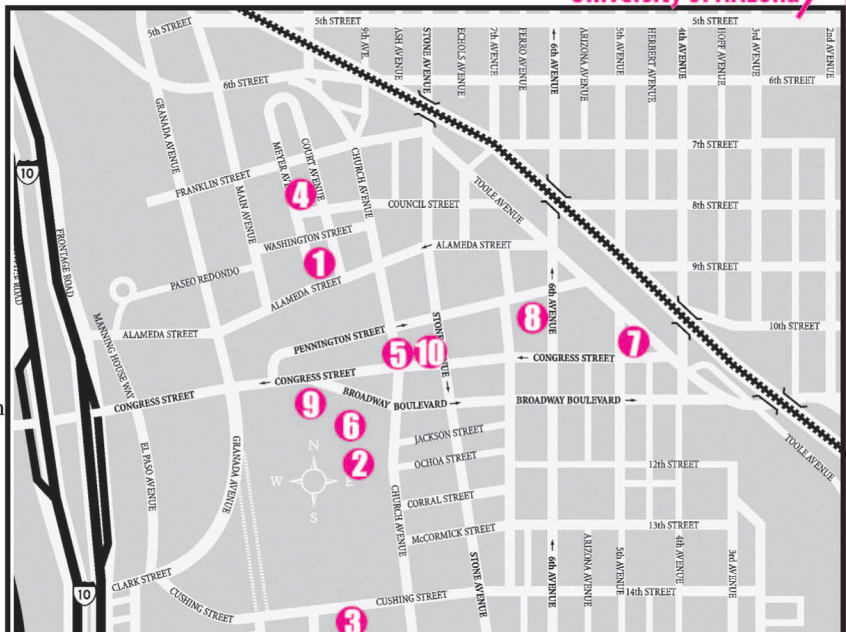 University of Arizona
5th STREET
5th STREET
5th STREET
9th AVE.
ASH AVENUE
STONE AVENUE
ECHOLS AVENUE
7th AVENUE
FERRO AVENUE
6th AVENUE
ARIZONA AVENUE
5th AVENUE
HERBERT AVENUE
4th AVENUE
HOFF AVENUE
3rd AVENUE
2nd AVENUE
6th STREET
6th STREET
GRANADA AVENUE
MAIN AVENUE
MEYER AVE
COURT AVENUE
CHURCH AVENUE
7th STREET
10
FRANKLIN STREET
4
TOOLE AVENUE
COUNCIL STREET
8th STREET
WASHINGTON STREET
FRONTAGE ROAD
ROAD
1
ALAMEDA STREET
9th STREET
PASEO REDONDO
ALAMEDA STREET
6th AVENUE
8
MANNING HOUSE WAY
ALAMEDA STREET
PENNINGTON STREET
STONE AVENUE
7
10th STREET
5
10
CONGRESS STREET
CONGRESS STREET
CONGRESS STREET
9
BROADWAY BOULEVARD
BROADWAY BOULEVARD
6
JACKSON STREET
TOOLE AVENUE
EL PASO AVENUE
GRANADA AVENUE
N
2
OCHOA STREET
12th STREET
W
E
S
CHURCH AVENUE
CORRAL STREET
McCORMICK STREET
13th STREET
STONE AVENUE
6th AVENUE
ARIZONA AVENUE
5th AVENUE
4th AVENUE
3rd AVENUE
CLARK STREET
10
CUSHING STREET
CUSHING STREET
14th STREET
3